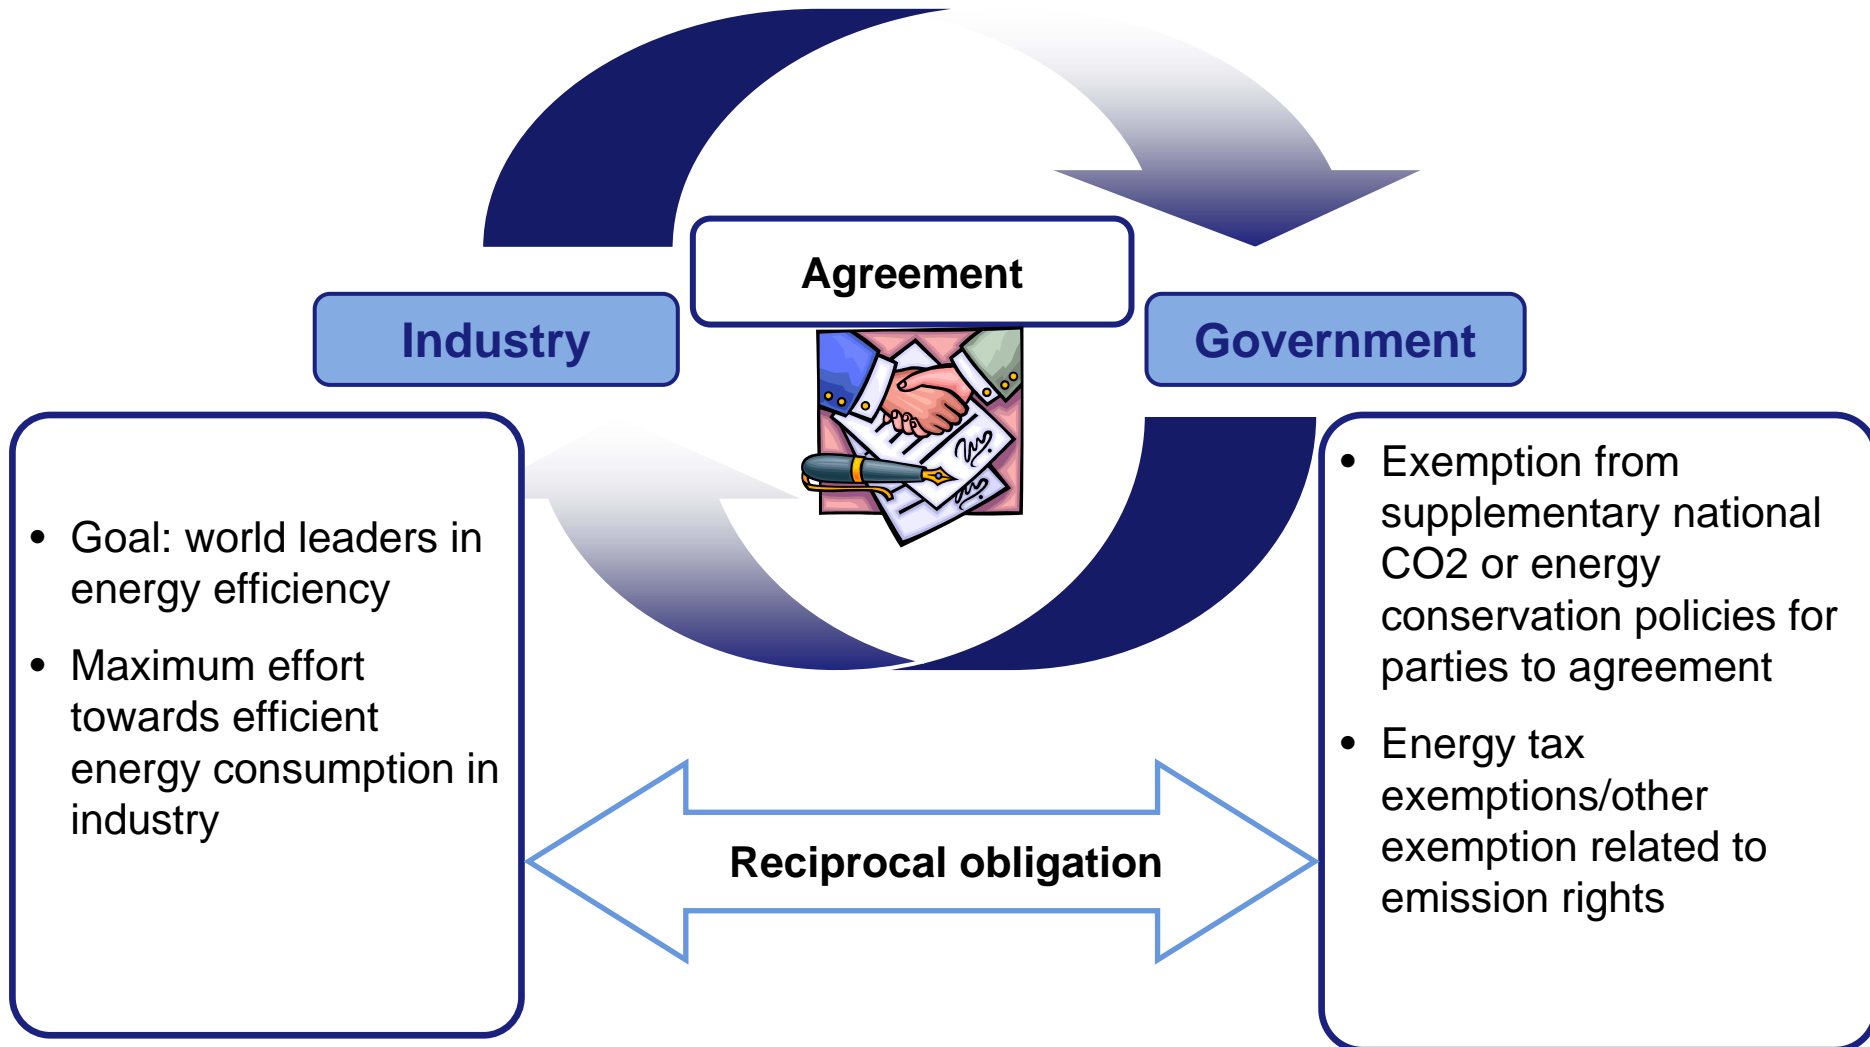 Agreement
Industry
Government
• Goal: world leaders in
energy efficiency
• Maximum effort
towards efficient
energy consumption in
industry
• Exemption from
supplementary national
CO2 or energy
conservation policies for
parties to agreement
• Energy tax
exemptions/other
exemption related to
emission rights
Reciprocal obligation